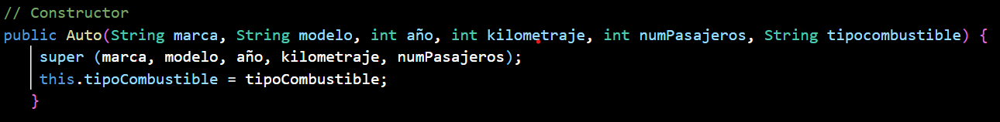 // Constructor
public Auto(String marca, String modelo, int año, int kilometraje, int numPasajeros, String tipocombustible) {
super (marca, modelo, año, kilometraje, numPasajeros);
this.tipoCombustible = tipoCombustible;
}